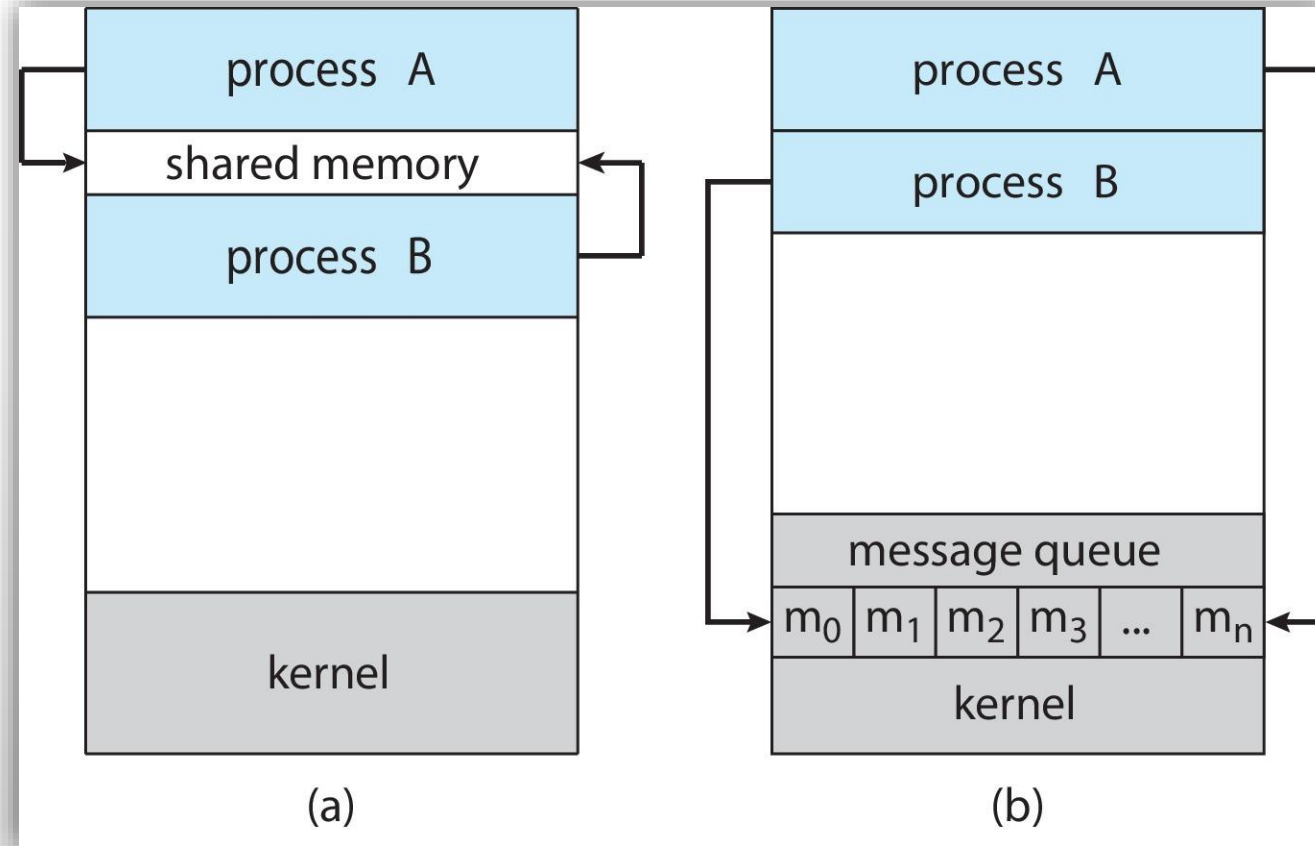 process A
shared memory
process B
kernel
(a)
process A
process B
message queue
m₀ m₁ m₂ m₃ ... mₙ
kernel
(b)